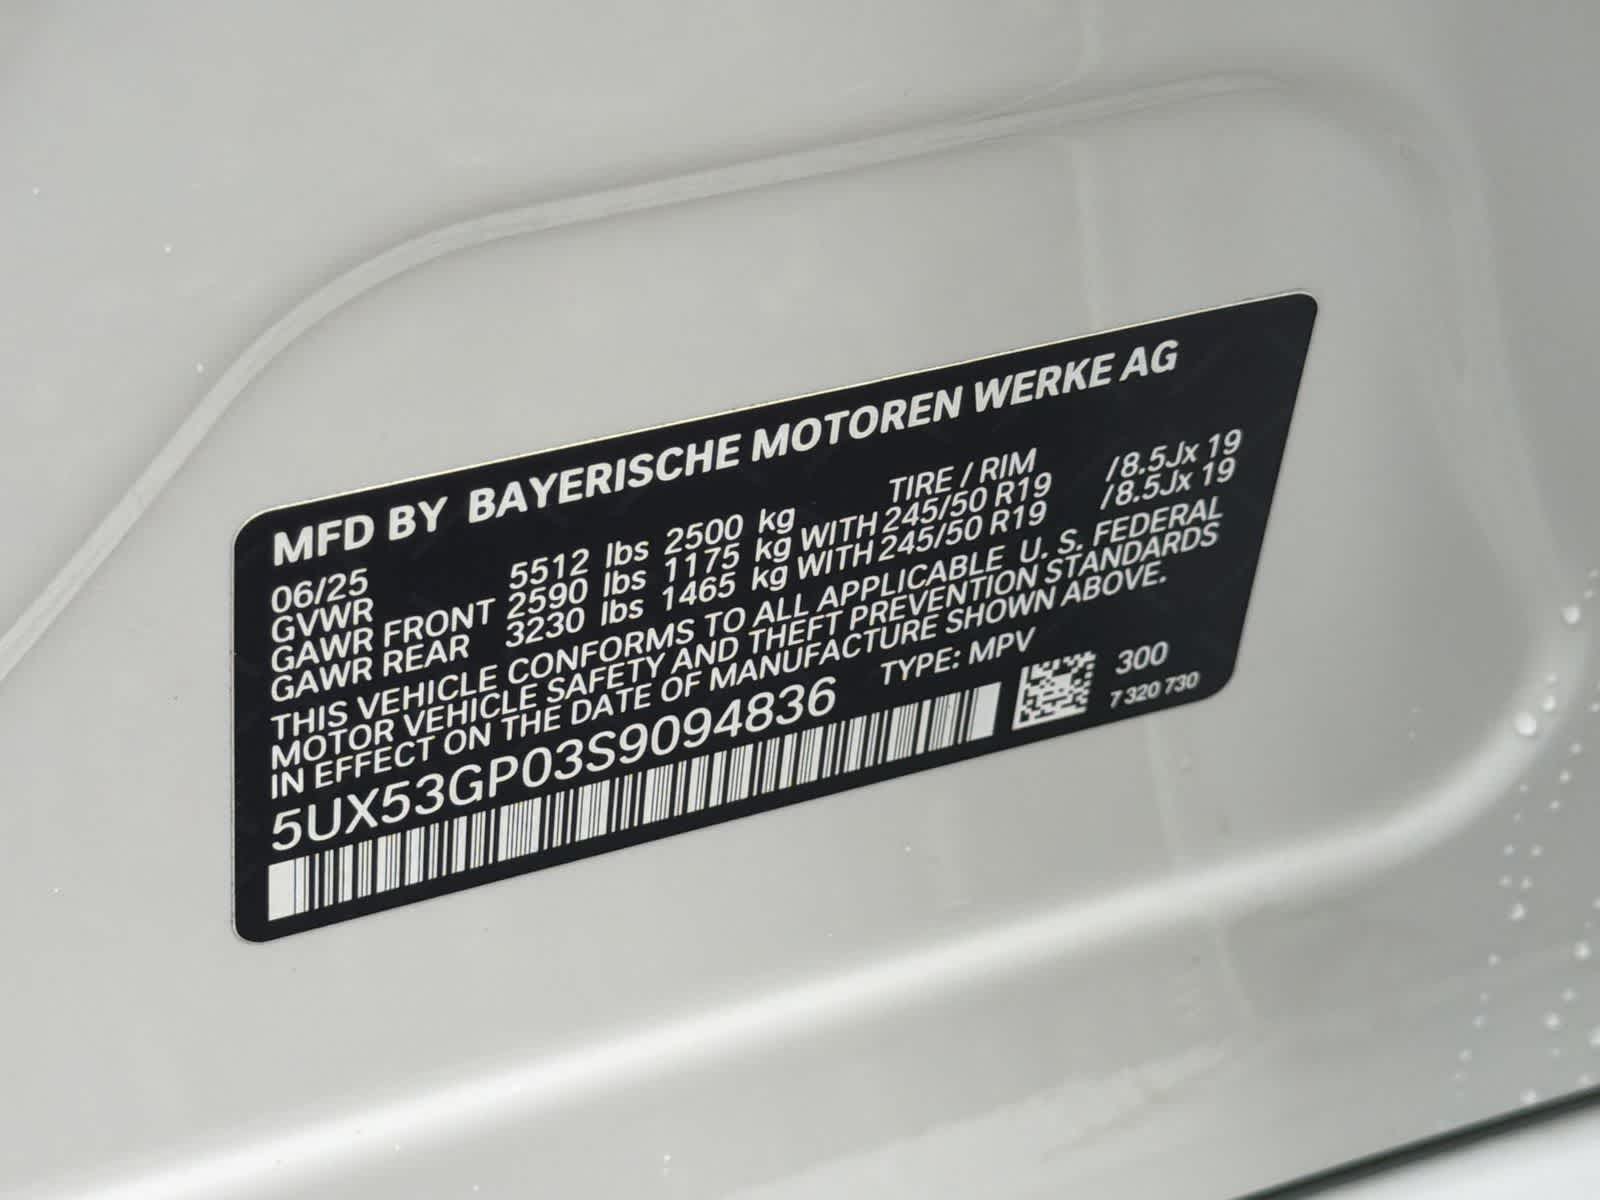 MFD BY BAYERISCHE MOTOREN WERKE AG
06/25 TIRE / RIM
GVWR 5512 lbs 2500 kg
GAWR FRONT 2590 lbs 1175 kg WITH 245/50 R19 /8.5Jx 19
GAWR REAR 3230 lbs 1465 kg WITH 245/50 R19 /8.5Jx 19
THIS VEHICLE CONFORMS TO ALL APPLICABLE U. S. FEDERAL
MOTOR VEHICLE SAFETY AND THEFT PREVENTION STANDARDS
IN EFFECT ON THE DATE OF MANUFACTURE SHOWN ABOVE.
5UX53GP03S9094836 TYPE: MPV
300
7 320 730